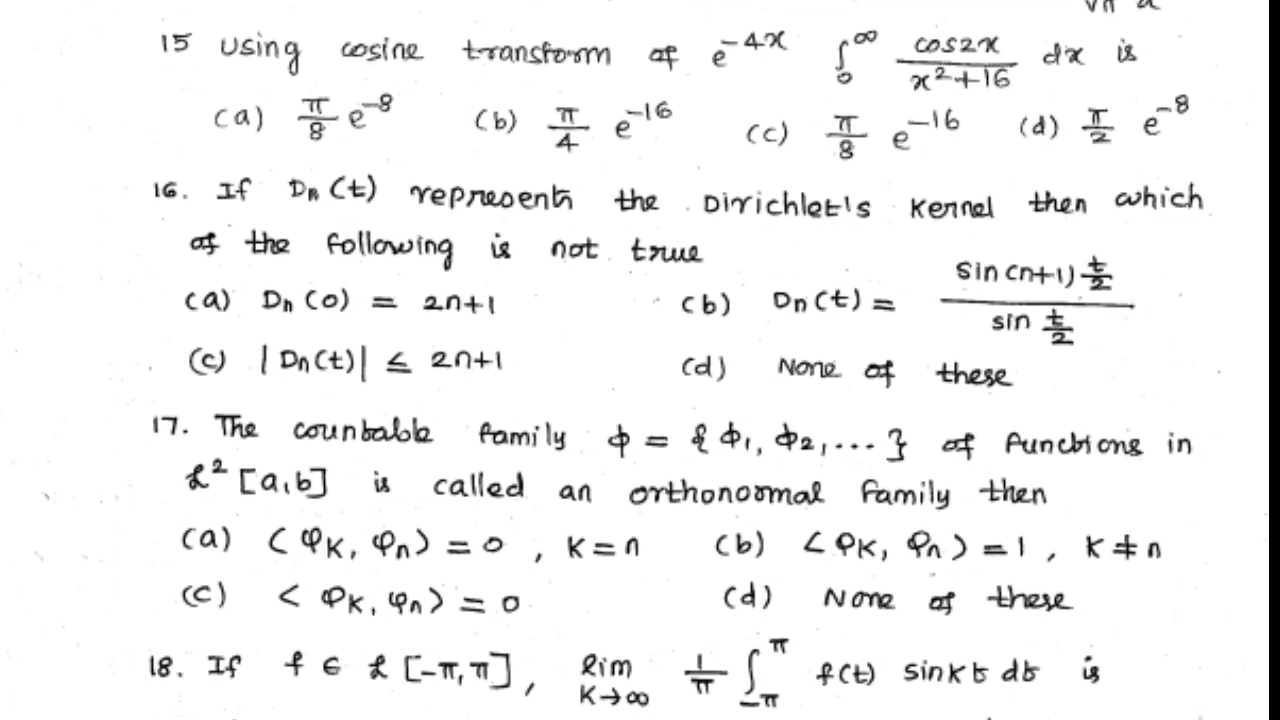 15 Using cosine transform of e^{-4x} ∫_0^∞ cos2x / (x²+16) dx is
(a) π/8 e^{-8} (b) π/4 e^{-16} (c) π/8 e^{-16} (d) π/2 e^{-8}
16. If Dn(t) represents the Dirichlet's Kernel then which
of the following is not true
(a) Dn(0) = 2n+1 (b) Dn(t) = sin(n+1) t/2 / sin t/2
(c) |Dn(t)| ≤ 2n+1 (d) None of these
17. The countable family ϕ = {ϕ1, ϕ2, ... } of functions in
L²[a,b] is called an orthonormal family then
(a) <φK, φn> = 0, K = n (b) <φK, φn> = 1, K ≠ n
(c) <φK, φn> = 0 (d) None of these
18. If f ∈ L[-π,π], lim K→∞ 1/π ∫_{-π}^{π} f(t) sinkt dt is